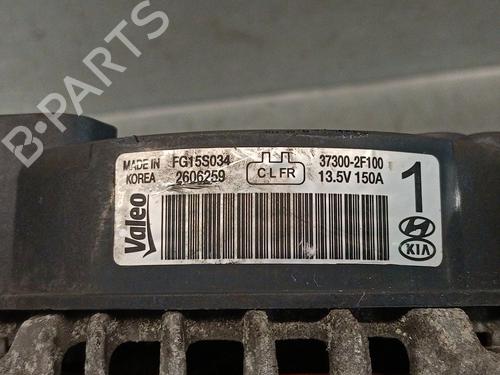 B-PARTS
Valeo
MADE IN KOREA
FG15S034
2606259
C L FR
37300-2F100
13.5V 150A
1
KIA